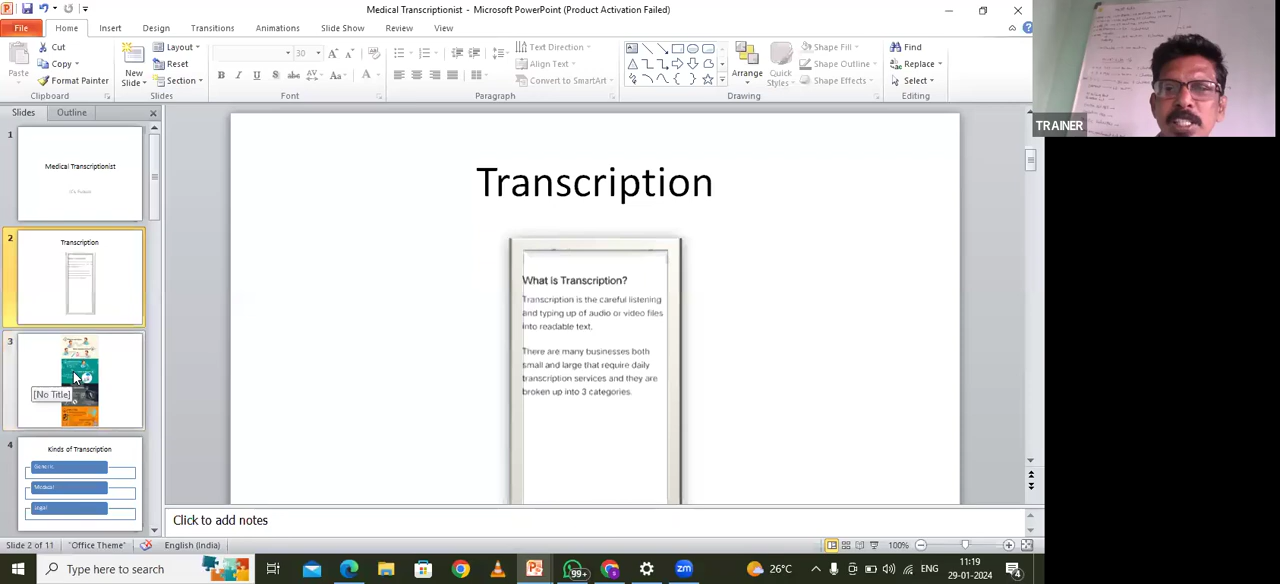 Medical Transcriptionist - Microsoft PowerPoint (Product Activation Failed)
File Home Insert Design Transitions Animations Slide Show Review View
Paste
Cut
Copy
Format Painter
Clipboard
New Slide
Layout
Reset
Section
Slides
30
Font
Paragraph
Text Direction
Align Text
Convert to SmartArt
Arrange
Quick Styles
Shape Fill
Shape Outline
Shape Effects
Drawing
Find
Replace
Select
Editing
TRAINER
Slides Outline
1
Medical Transcriptionist
2
Transcription
3
[No Title]
4
Kinds of Transcription
Generic
Medical
Legal
Transcription
What is Transcription?
Transcription is the careful listening
and typing up of audio or video files
into readable text.
There are many businesses both
small and large that require daily
transcription services and they are
broken up into 3 categories.
Click to add notes
Slide 2 of 11 "Office Theme" English (India) 100%
Type here to search
99+
26°C
ENG
11:19
29-01-2024
4